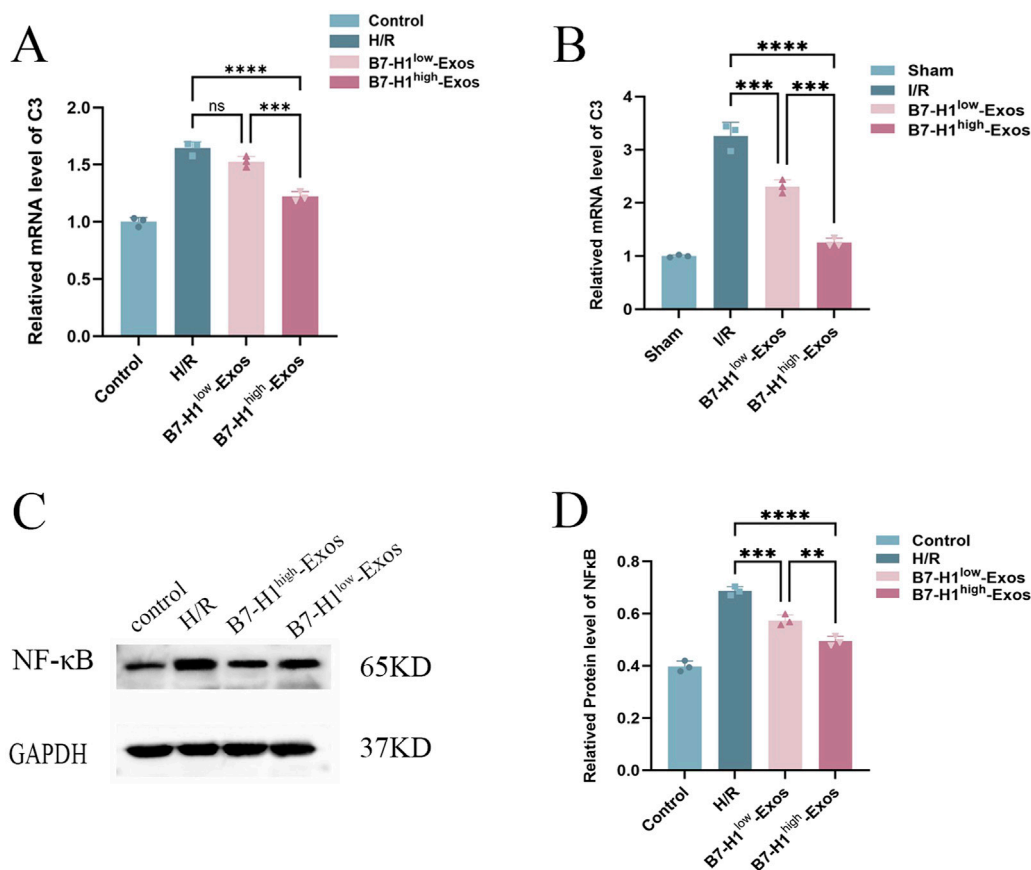 A
Control
H/R
B7-H1low-Exos
B7-H1high-Exos
Relatived mRNA level of C3
2.0
1.5
1.0
0.5
0.0
****
ns
***
Control
H/R
B7-H1low-Exos
B7-H1high-Exos
B
Sham
I/R
B7-H1low-Exos
B7-H1high-Exos
Relatived mRNA level of C3
4
3
2
1
0
****
***
***
Sham
I/R
B7-H1low-Exos
B7-H1high-Exos
C
control
H/R
B7-H1high-Exos
B7-H1low-Exos
NF-κB
65KD
GAPDH
37KD
D
Control
H/R
B7-H1low-Exos
B7-H1high-Exos
Relatived Protein level of NFκB
0.8
0.6
0.4
0.2
0.0
****
***
**
Control
H/R
B7-H1low-Exos
B7-H1high-Exos